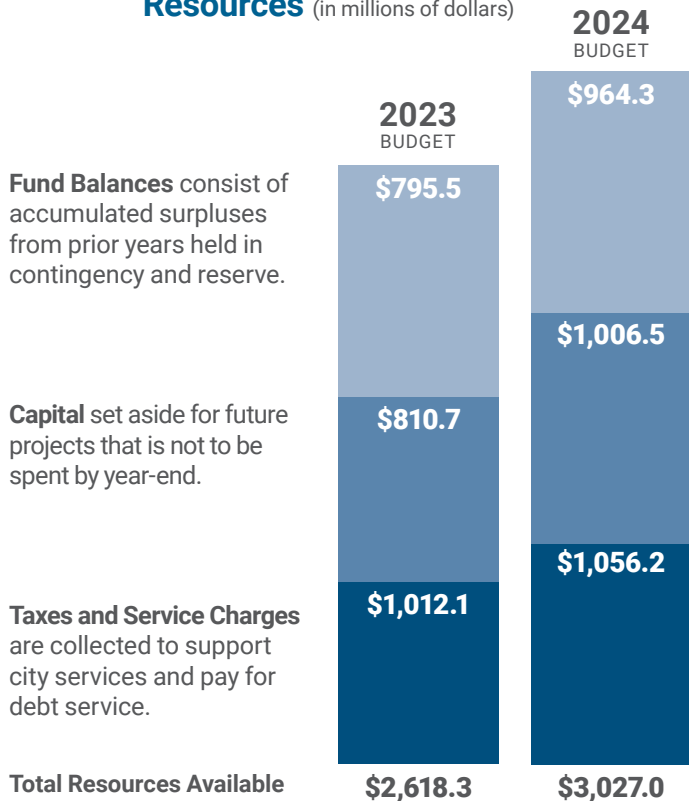 Resources (in millions of dollars)
2024
BUDGET
2023
BUDGET
$964.3
$795.5
Fund Balances consist of
accumulated surpluses
from prior years held in
contingency and reserve.
$1,006.5
$810.7
Capital set aside for future
projects that is not to be
spent by year-end.
$1,056.2
$1,012.1
Taxes and Service Charges
are collected to support
city services and pay for
debt service.
Total Resources Available $2,618.3 $3,027.0